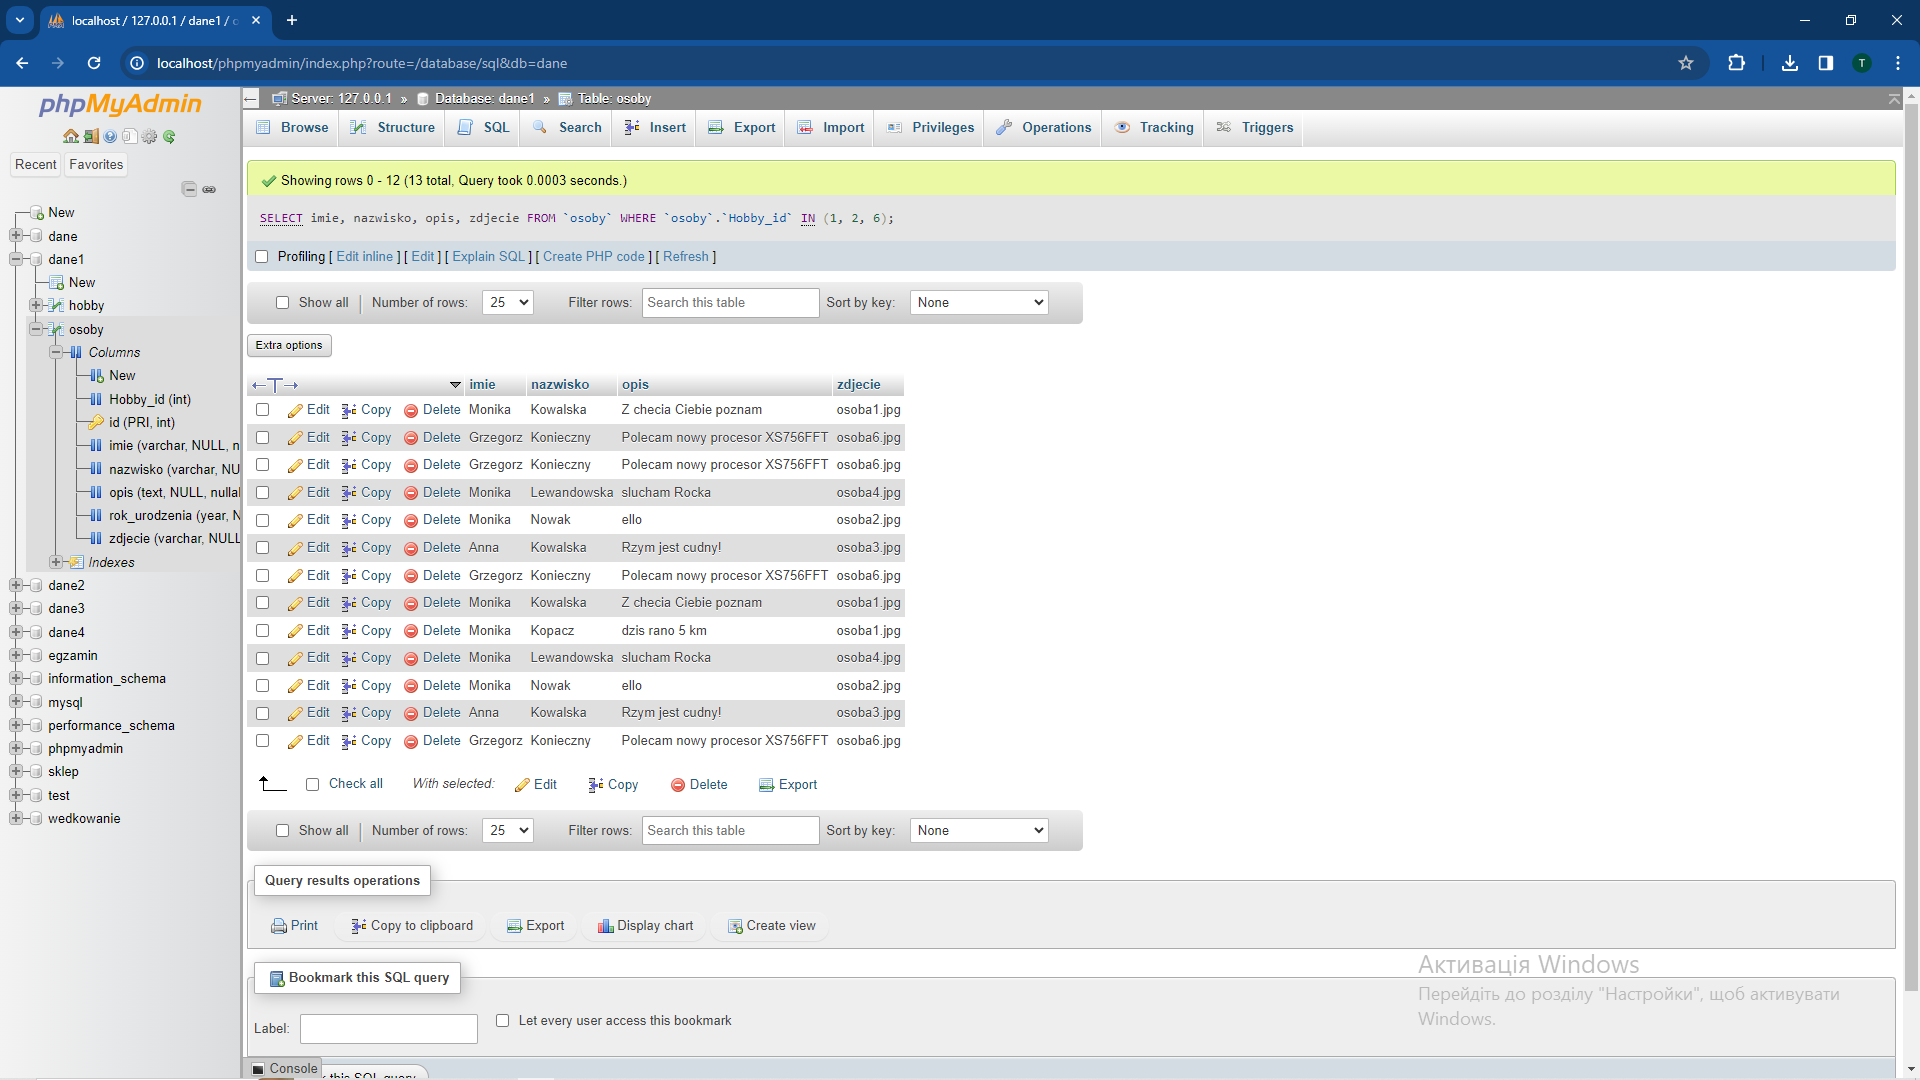 localhost / 127.0.0.1 / dane1 / o
localhost/phpmyadmin/index.php?route=/database/sql&db=dane
T
phpMyAdmin
Recent Favorites
New
dane
dane1
New
hobby
osoby
Columns
New
Hobby_id (int)
id (PRI, int)
imie (varchar, NULL, n
nazwisko (varchar, NU
opis (text, NULL, nullal
rok_urodzenia (year, N
zdjecie (varchar, NULL
Indexes
dane2
dane3
dane4
egzamin
information_schema
mysql
performance_schema
phpmyadmin
sklep
test
wedkowanie
Server: 127.0.0.1 » Database: dane1 » Table: osoby
Browse Structure SQL Search Insert Export Import Privileges Operations Tracking Triggers
Showing rows 0 - 12 (13 total, Query took 0.0003 seconds.)
SELECT imie, nazwisko, opis, zdjecie FROM `osoby` WHERE `osoby`.`Hobby_id` IN (1, 2, 6);
Profiling [ Edit inline ] [ Edit ] [ Explain SQL ] [ Create PHP code ] [ Refresh ]
Show all Number of rows: 25 Filter rows: Search this table Sort by key: None
Extra options
imie nazwisko opis zdjecie
Edit Copy Delete Monika Kowalska Z checia Ciebie poznam osoba1.jpg
Edit Copy Delete Grzegorz Konieczny Polecam nowy procesor XS756FFT osoba6.jpg
Edit Copy Delete Grzegorz Konieczny Polecam nowy procesor XS756FFT osoba6.jpg
Edit Copy Delete Monika Lewandowska slucham Rocka osoba4.jpg
Edit Copy Delete Monika Nowak ello osoba2.jpg
Edit Copy Delete Anna Kowalska Rzym jest cudny! osoba3.jpg
Edit Copy Delete Grzegorz Konieczny Polecam nowy procesor XS756FFT osoba6.jpg
Edit Copy Delete Monika Kowalska Z checia Ciebie poznam osoba1.jpg
Edit Copy Delete Monika Kopacz dzis rano 5 km osoba1.jpg
Edit Copy Delete Monika Lewandowska slucham Rocka osoba4.jpg
Edit Copy Delete Monika Nowak ello osoba2.jpg
Edit Copy Delete Anna Kowalska Rzym jest cudny! osoba3.jpg
Edit Copy Delete Grzegorz Konieczny Polecam nowy procesor XS756FFT osoba6.jpg
Check all With selected: Edit Copy Delete Export
Show all Number of rows: 25 Filter rows: Search this table Sort by key: None
Query results operations
Print Copy to clipboard Export Display chart Create view
Bookmark this SQL query
Label: Let every user access this bookmark
Активація Windows
Перейдіть до розділу "Настройки", щоб активувати
Windows.
Console
this SQL query